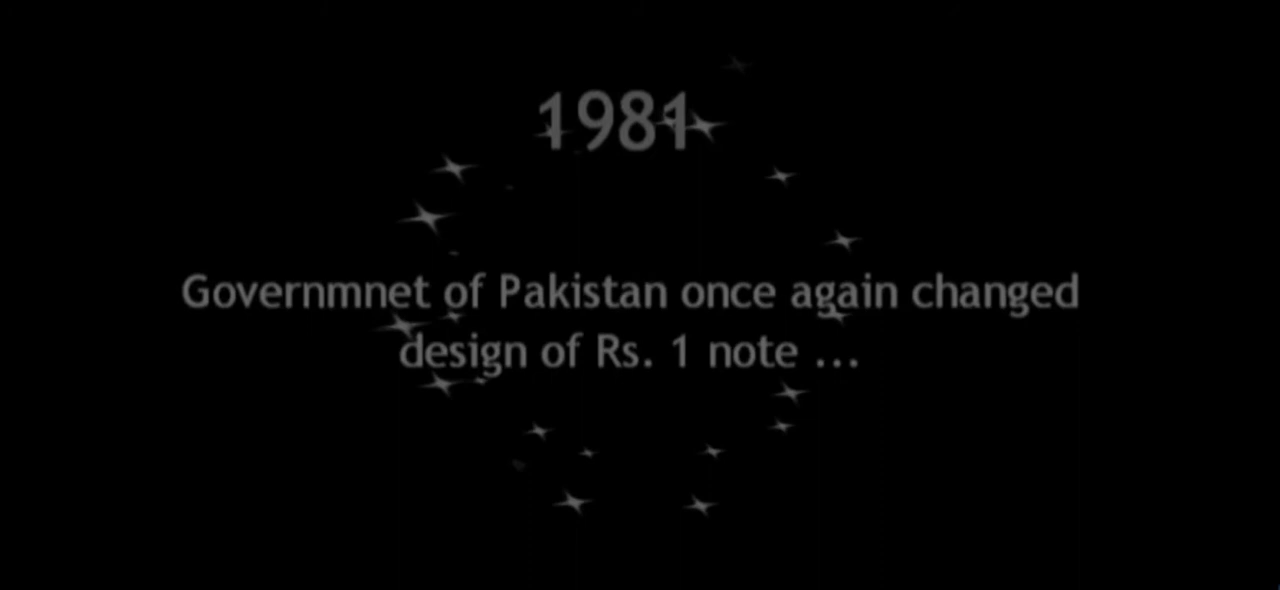 1981
Governmnet of Pakistan once again changed
design of Rs. 1 note ...